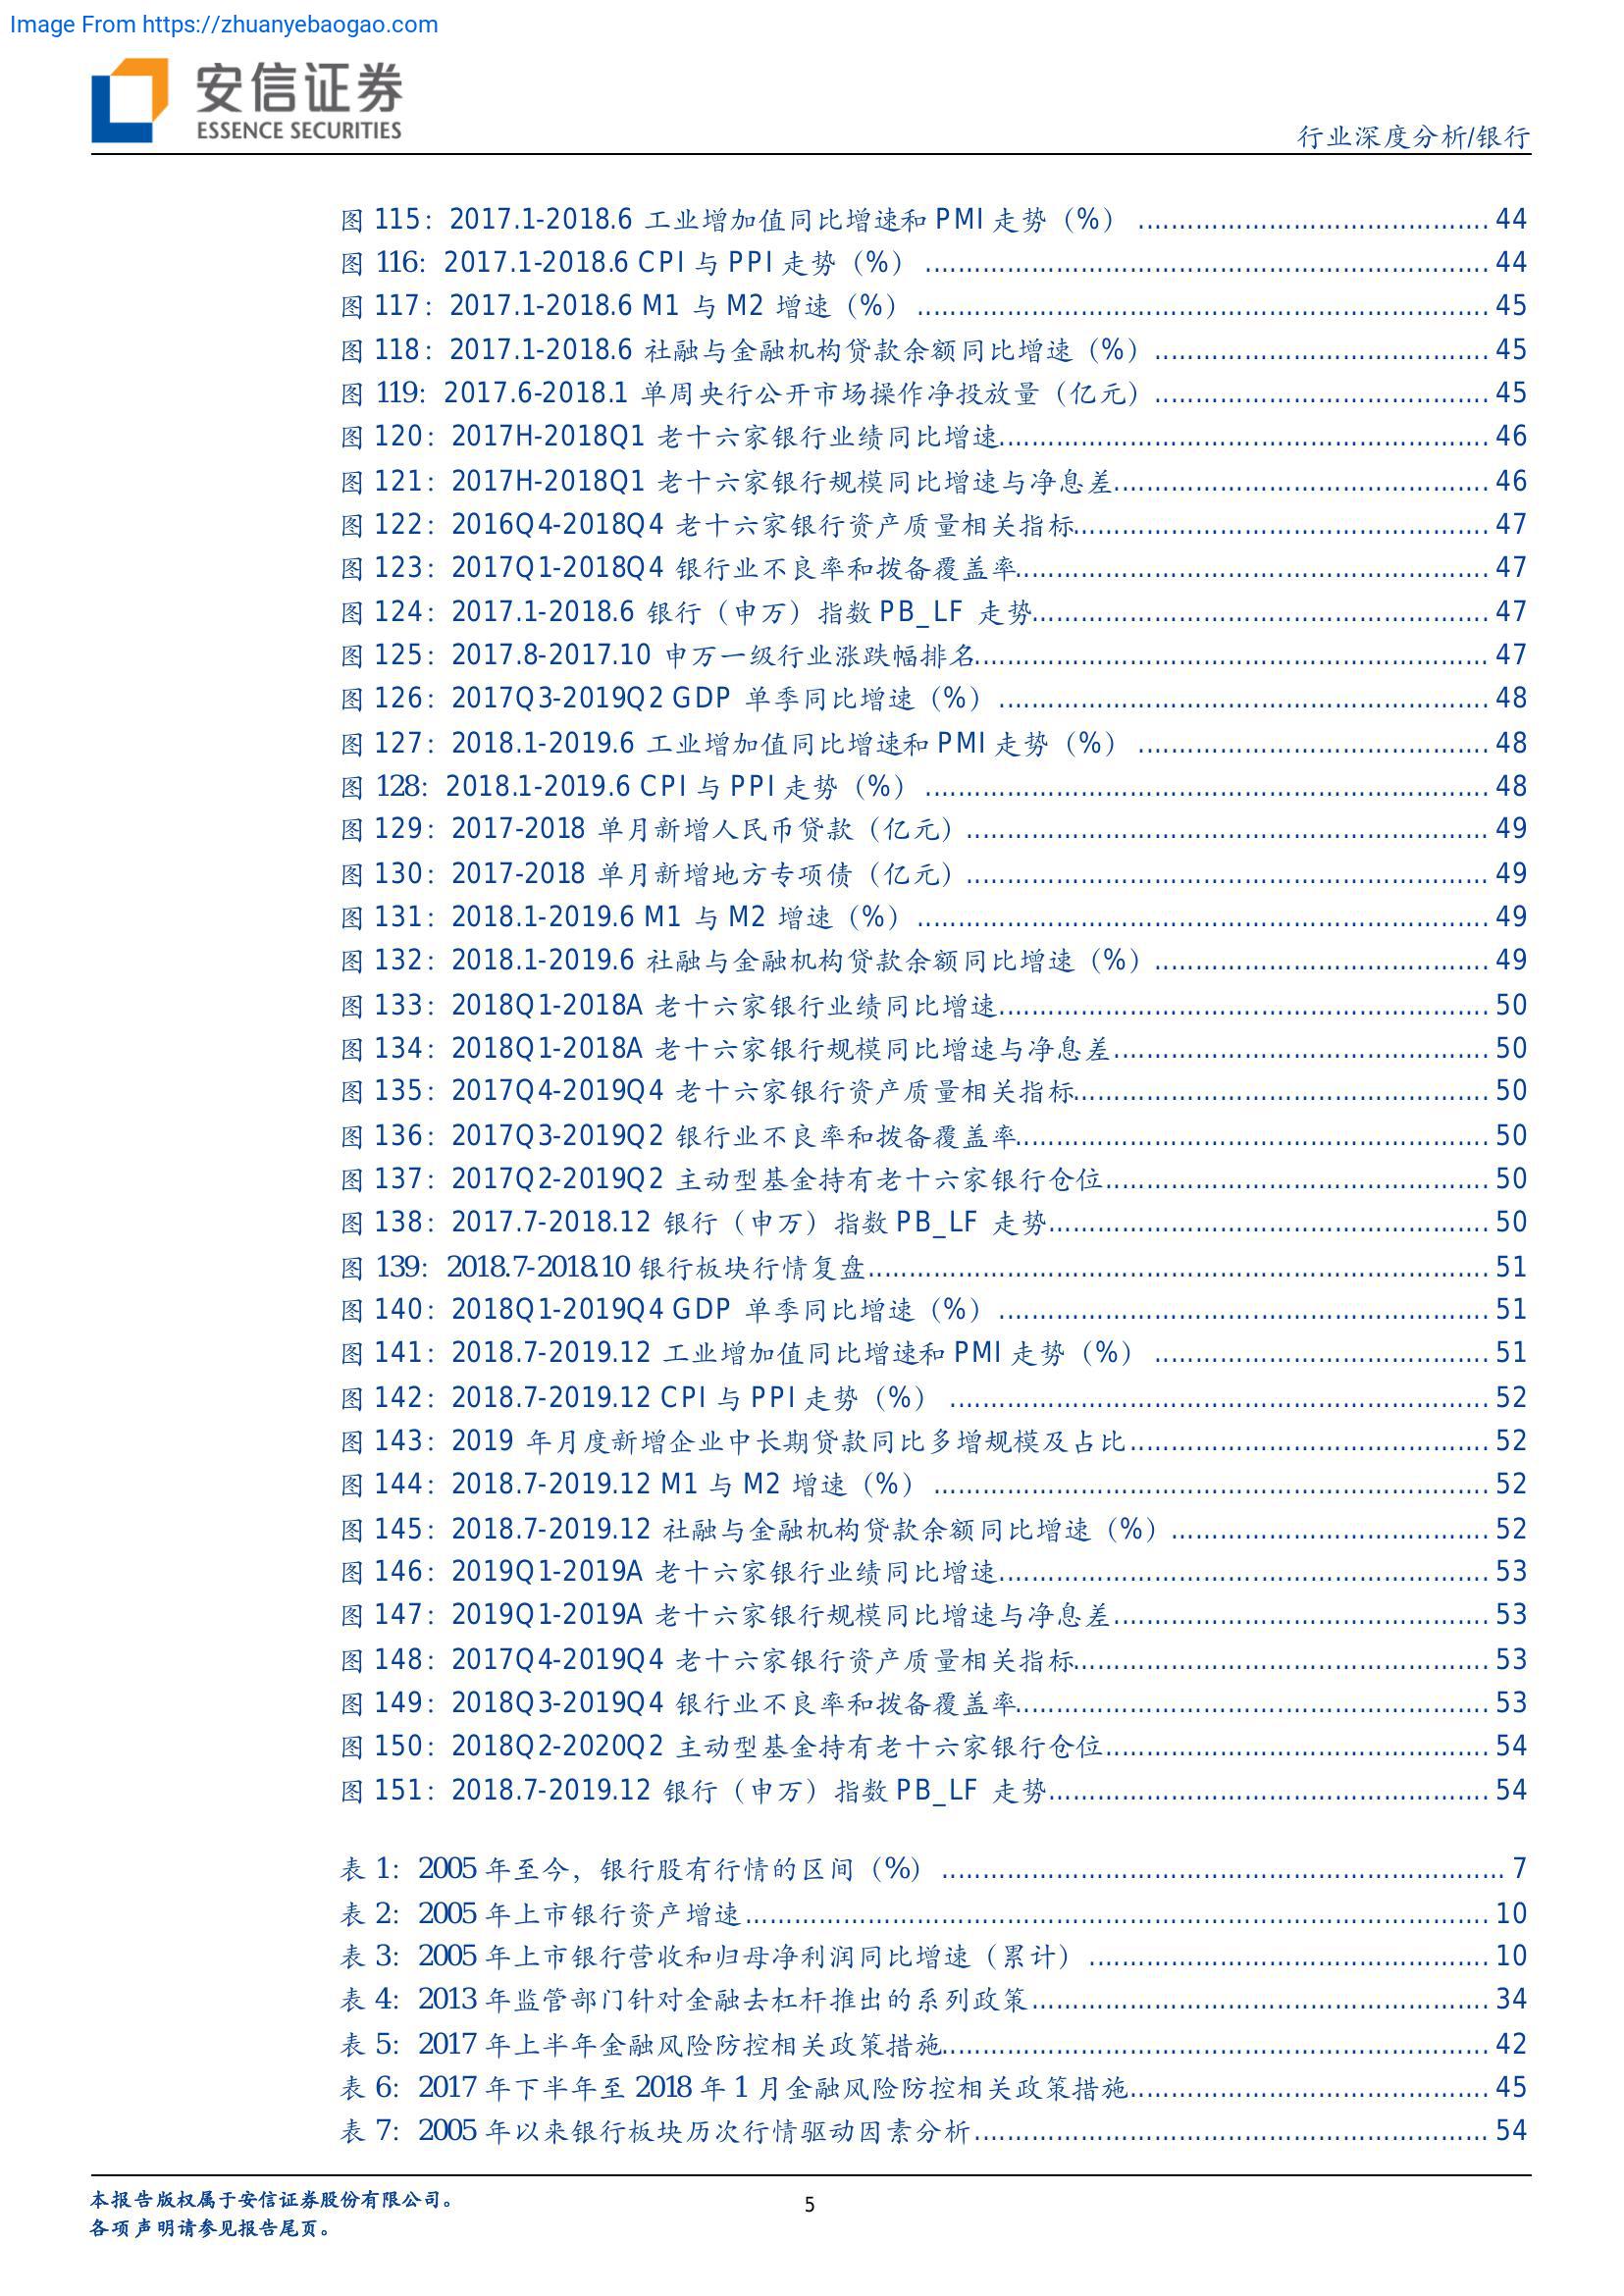 Image From https://zhuanyebaogao.com
安信证券
ESSENCE SECURITIES
行业深度分析/银行
图 115：2017.1-2018.6 工业增加值同比增速和 PMI 走势（%） ........................................ 44
图 116：2017.1-2018.6 CPI 与 PPI 走势（%） ........................................ 44
图 117：2017.1-2018.6 M1 与 M2 增速（%） ........................................ 45
图 118：2017.1-2018.6 社融与金融机构贷款余额同比增速（%） ........................................ 45
图 119：2017.6-2018.1 单周央行公开市场操作净投放量（亿元） ........................................ 45
图 120：2017H-2018Q1 老十六家银行业绩同比增速 ........................................ 46
图 121：2017H-2018Q1 老十六家银行规模同比增速与净息差 ........................................ 46
图 122：2016Q4-2018Q4 老十六家银行资产质量相关指标 ........................................ 47
图 123：2017Q1-2018Q4 银行业不良率和拨备覆盖率 ........................................ 47
图 124：2017.1-2018.6 银行（申万）指数 PB_LF 走势 ........................................ 47
图 125：2017.8-2017.10 申万一级行业涨跌幅排名 ........................................ 47
图 126：2017Q3-2019Q2 GDP 单季同比增速（%） ........................................ 48
图 127：2018.1-2019.6 工业增加值同比增速和 PMI 走势（%） ........................................ 48
图 128：2018.1-2019.6 CPI 与 PPI 走势（%） ........................................ 48
图 129：2017-2018 单月新增人民币贷款（亿元） ........................................ 49
图 130：2017-2018 单月新增地方专项债（亿元） ........................................ 49
图 131：2018.1-2019.6 M1 与 M2 增速（%） ........................................ 49
图 132：2018.1-2019.6 社融与金融机构贷款余额同比增速（%） ........................................ 49
图 133：2018Q1-2018A 老十六家银行业绩同比增速 ........................................ 50
图 134：2018Q1-2018A 老十六家银行规模同比增速与净息差 ........................................ 50
图 135：2017Q4-2019Q4 老十六家银行资产质量相关指标 ........................................ 50
图 136：2017Q3-2019Q2 银行业不良率和拨备覆盖率 ........................................ 50
图 137：2017Q2-2019Q2 主动型基金持有老十六家银行仓位 ........................................ 50
图 138：2017.7-2018.12 银行（申万）指数 PB_LF 走势 ........................................ 50
图 139：2018.7-2018.10 银行板块行情复盘 ........................................ 51
图 140：2018Q1-2019Q4 GDP 单季同比增速（%） ........................................ 51
图 141：2018.7-2019.12 工业增加值同比增速和 PMI 走势（%） ........................................ 51
图 142：2018.7-2019.12 CPI 与 PPI 走势（%） ........................................ 52
图 143：2019 年月度新增企业中长期贷款同比多增规模及占比 ........................................ 52
图 144：2018.7-2019.12 M1 与 M2 增速（%） ........................................ 52
图 145：2018.7-2019.12 社融与金融机构贷款余额同比增速（%） ........................................ 52
图 146：2019Q1-2019A 老十六家银行业绩同比增速 ........................................ 53
图 147：2019Q1-2019A 老十六家银行规模同比增速与净息差 ........................................ 53
图 148：2017Q4-2019Q4 老十六家银行资产质量相关指标 ........................................ 53
图 149：2018Q3-2019Q4 银行业不良率和拨备覆盖率 ........................................ 53
图 150：2018Q2-2020Q2 主动型基金持有老十六家银行仓位 ........................................ 54
图 151：2018.7-2019.12 银行（申万）指数 PB_LF 走势 ........................................ 54
表 1：2005 年至今，银行股有行情的区间（%） ........................................ 7
表 2：2005 年上市银行资产增速 ........................................ 10
表 3：2005 年上市银行营收和归母净利润同比增速（累计） ........................................ 10
表 4：2013 年监管部门针对金融去杠杆推出的系列政策 ........................................ 34
表 5：2017 年上半年金融风险防控相关政策措施 ........................................ 42
表 6：2017 年下半年至 2018 年 1 月金融风险防控相关政策措施 ........................................ 45
表 7：2005 年以来银行板块历次行情驱动因素分析 ........................................ 54
本报告版权属于安信证券股份有限公司。
各项声明请参见报告尾页。
5